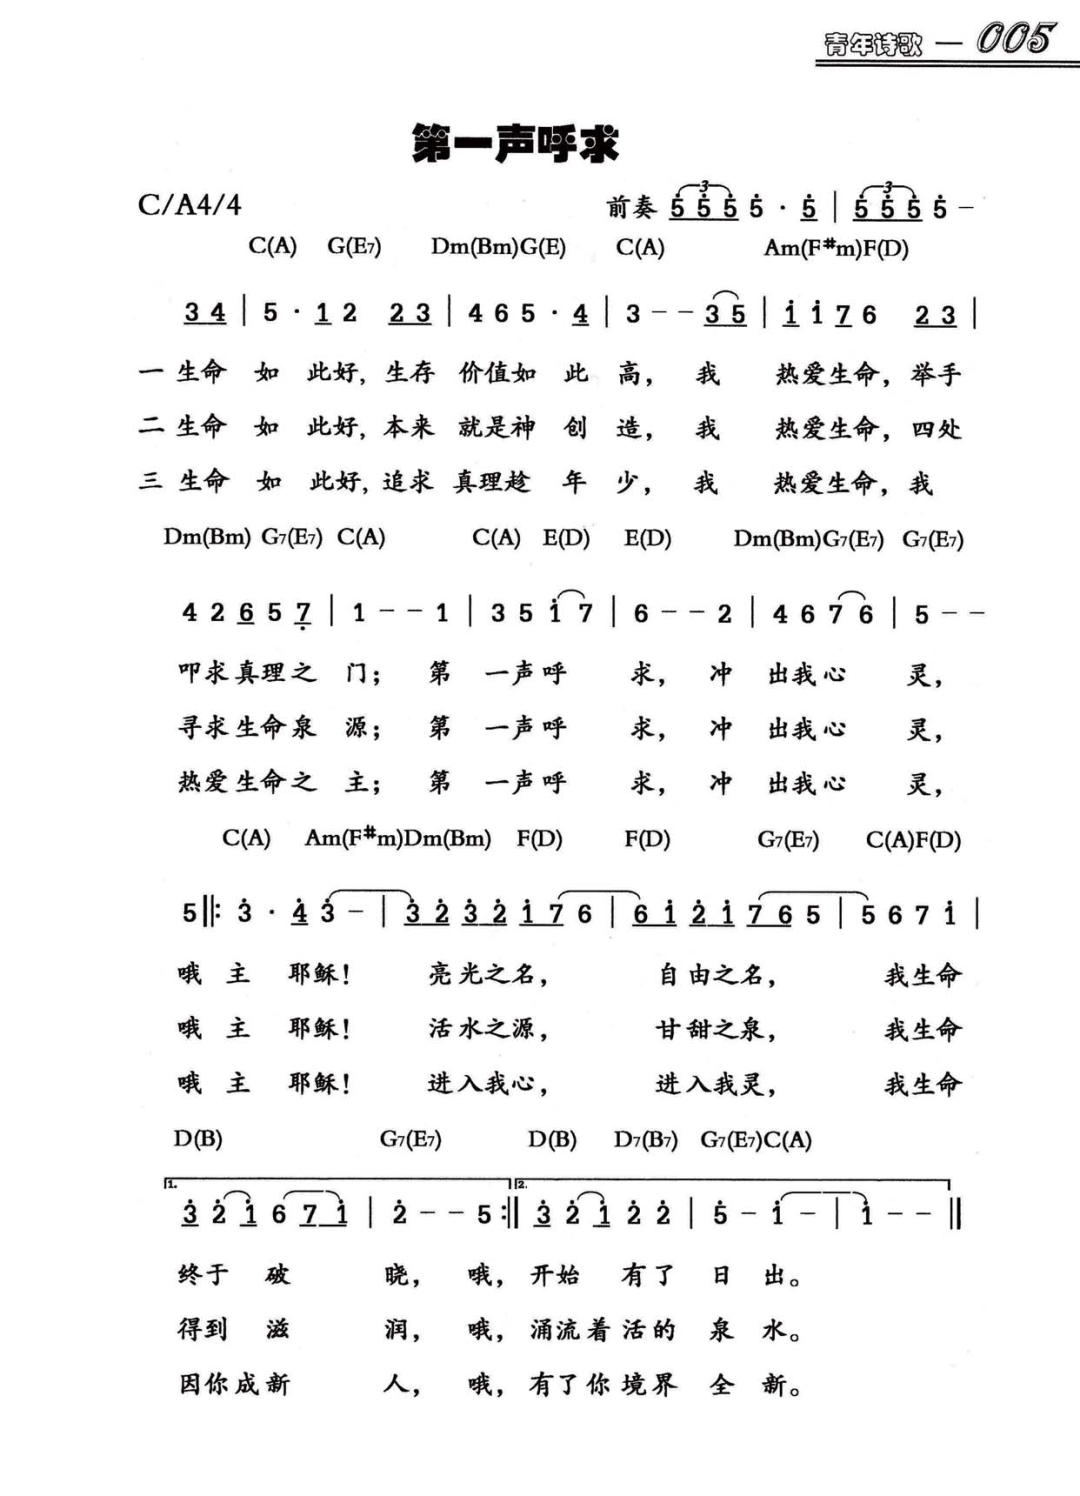 青年诗歌 — 005
第一声呼求
C/A4/4 前奏 5 5 5 5 · 5 | 5 5 5 5 –
C(A) G(E7) Dm(Bm)G(E) C(A) Am(F#m)F(D)
3 4 | 5 · 1 2 2 3 | 4 6 5 · 4 | 3 – – 3 5 | i i 7 6 2 3 |
一 生命 如 此好, 生存 价值如 此 高, 我 热爱生命, 举手
二 生命 如 此好, 本来 就是神 创 造, 我 热爱生命, 四处
三 生命 如 此好, 追求 真理趁 年 少, 我 热爱生命, 我
Dm(Bm) G7(E7) C(A) C(A) E(D) E(D) Dm(Bm)G7(E7) G7(E7)
4 2 6 5 7 | 1 – – 1 | 3 5 i 7 | 6 – – 2 | 4 6 7 6 | 5 – –
叩求真理之 门; 第 一声呼 求, 冲 出我心 灵,
寻求生命泉 源; 第 一声呼 求, 冲 出我心 灵,
热爱生命之 主; 第 一声呼 求, 冲 出我心 灵,
C(A) Am(F#m)Dm(Bm) F(D) F(D) G7(E7) C(A)F(D)
5 ||: 3 · 4 3 – | 3 2 3 2 i 7 6 | 6 i 2 i 7 6 5 | 5 6 7 i |
哦 主 耶稣! 亮光之名, 自由之名, 我生命
哦 主 耶稣! 活水之源, 甘甜之泉, 我生命
哦 主 耶稣! 进入我心, 进入我灵, 我生命
D(B) G7(E7) D(B) D7(B7) G7(E7)C(A)
1. 2.
3 2 i 6 7 i | 2 – – 5 :|| 3 2 i 2 2 | 5 – i – | i – – ||
终于 破 晓, 哦, 开始 有了 日 出。
得到 滋 润, 哦, 涌流着活的 泉 水。
因你成新 人, 哦, 有了你境界 全 新。